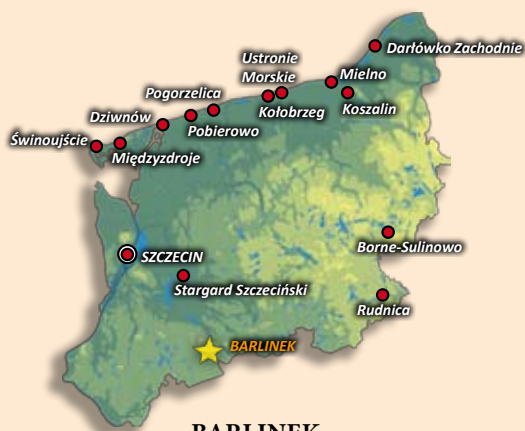 Ustronie
Morskie
Darłówko Zachodnie
Mielno
Pogorzelica
Kołobrzeg
Koszalin
Dziwnów
Pobierowo
Świnoujście
Międzyzdroje
Borne-Sulinowo
SZCZECIN
Stargard Szczeciński
Rudnica
BARLINEK
BARLINEK